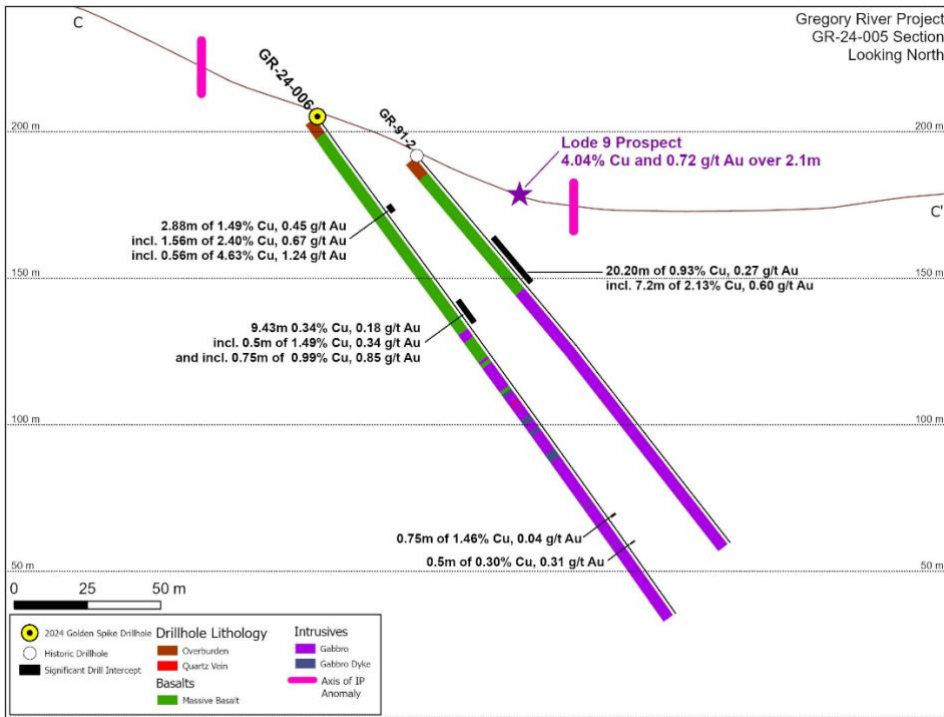 C
Gregory River Project
GR-24-005 Section
Looking North
GR-24-006
GR-91-2
200 m
200 m
Lode 9 Prospect
4.04% Cu and 0.72 g/t Au over 2.1m
C'
2.88m of 1.49% Cu, 0.45 g/t Au
incl. 1.56m of 2.40% Cu, 0.67 g/t Au
incl. 0.56m of 4.63% Cu, 1.24 g/t Au
20.20m of 0.93% Cu, 0.27 g/t Au
incl. 7.2m of 2.13% Cu, 0.60 g/t Au
150 m
150 m
9.43m 0.34% Cu, 0.18 g/t Au
incl. 0.5m of 1.49% Cu, 0.34 g/t Au
and incl. 0.75m of 0.99% Cu, 0.85 g/t Au
100 m
100 m
0.75m of 1.46% Cu, 0.04 g/t Au
0.5m of 0.30% Cu, 0.31 g/t Au
50 m
50 m
0 25 50 m
2024 Golden Spike Drillhole
Historic Drillhole
Significant Drill Intercept
Drillhole Lithology
Overburden
Quartz Vein
Basalts
Massive Basalt
Intrusives
Gabbro
Gabbro Dyke
Axis of IP
Anomaly